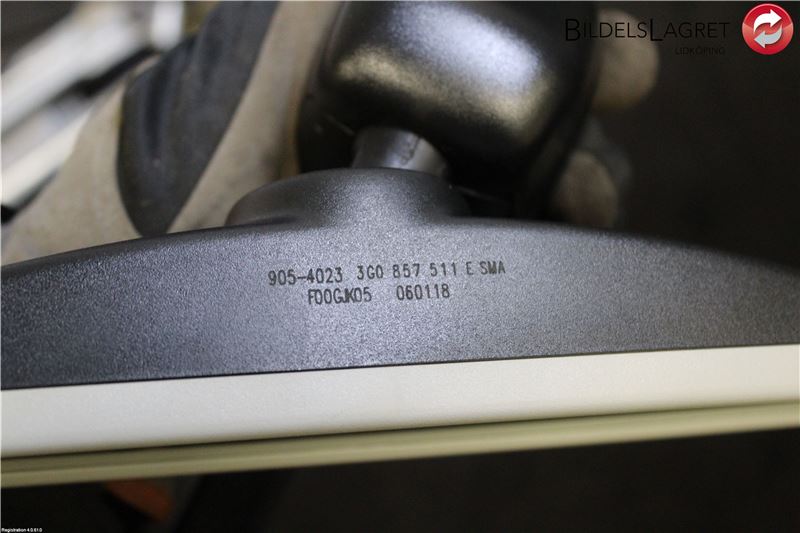 BILDELSLAGRET
LIDKÖPING
905-4023 3G0 857 511 E SMA
F00GJK05 060118
Registration 4.0.61.0